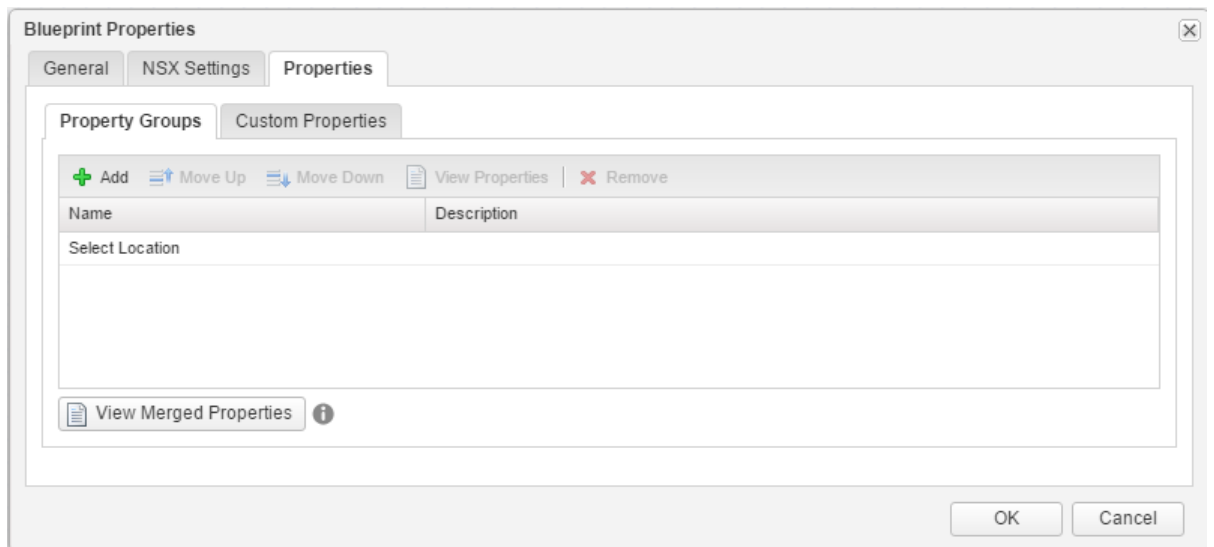 Blueprint Properties
General NSX Settings Properties
Property Groups Custom Properties
Add Move Up Move Down View Properties Remove
Name Description
Select Location
View Merged Properties
OK Cancel